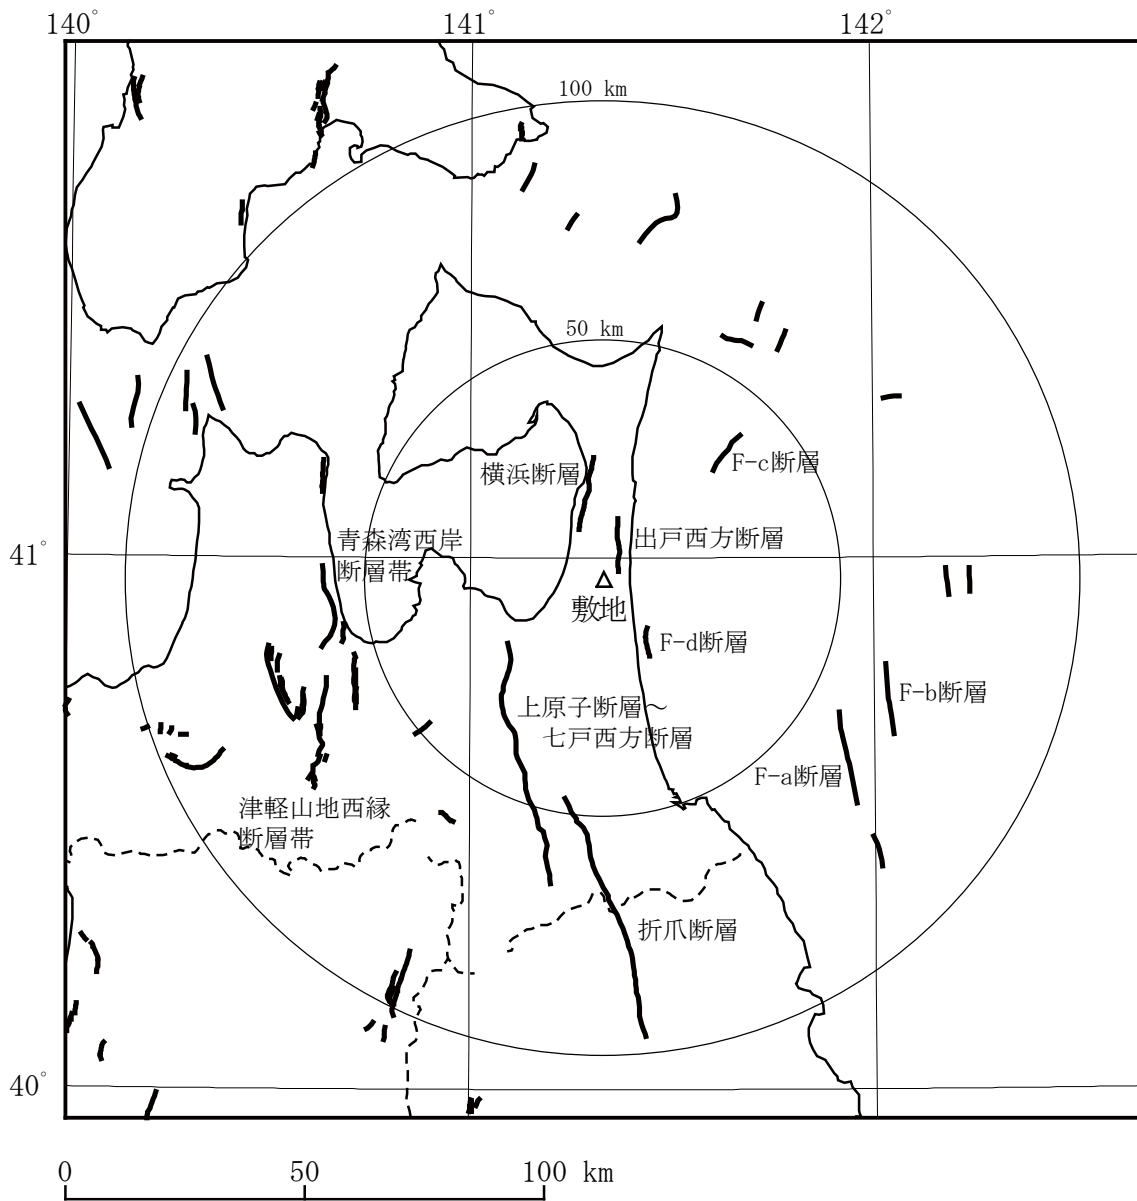 140°
141°
142°
100 km
50 km
F-c断層
横浜断層
青森湾西岸
断層帯
出戸西方断層
41°
敷地
F-d断層
F-b断層
上原子断層～
七戸西方断層
F-a断層
津軽山地西縁
断層帯
折爪断層
40°
0
50
100 km